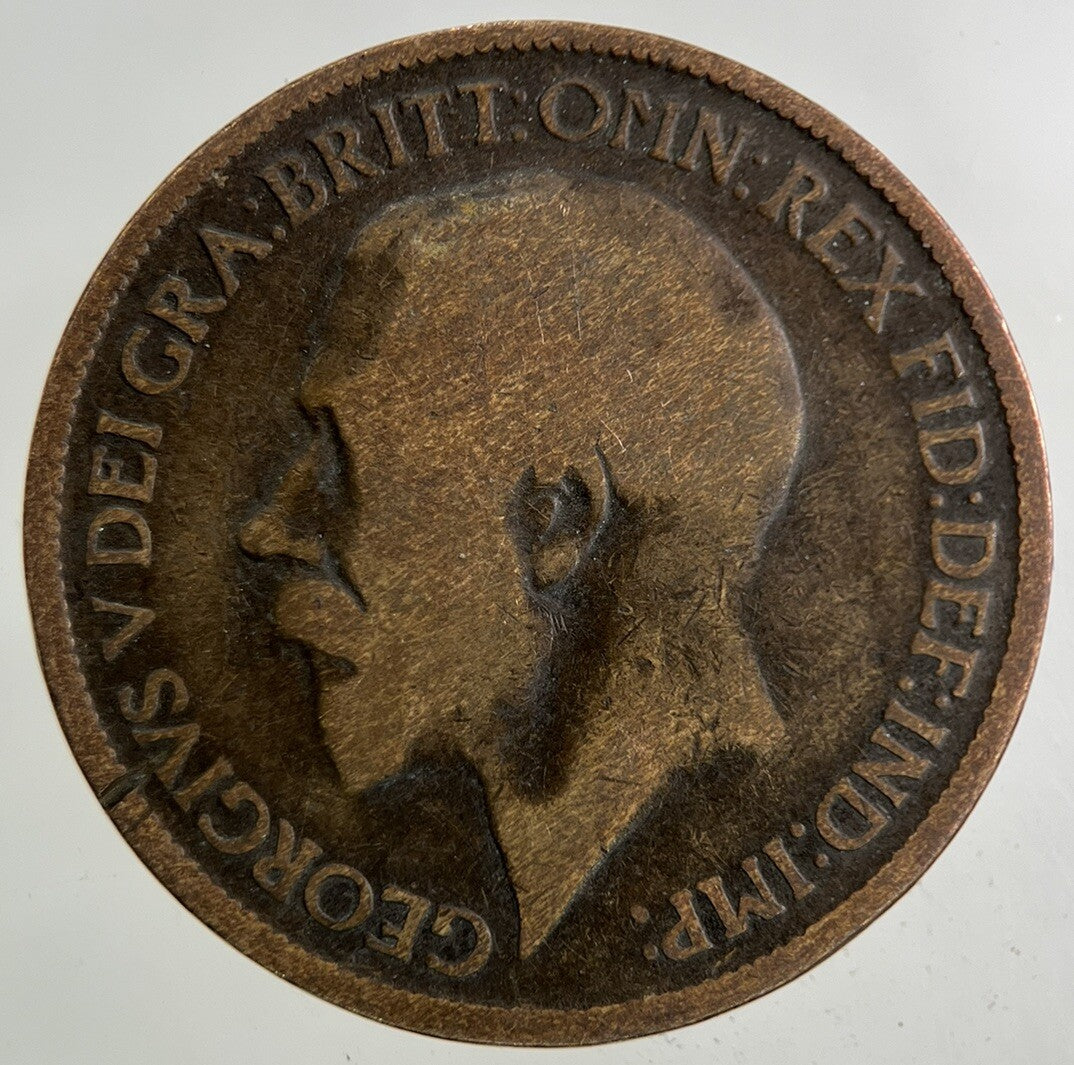 GEORGIVS V DEI GRA: BRITT: OMN: REX FID: DEF: IND: IMP: